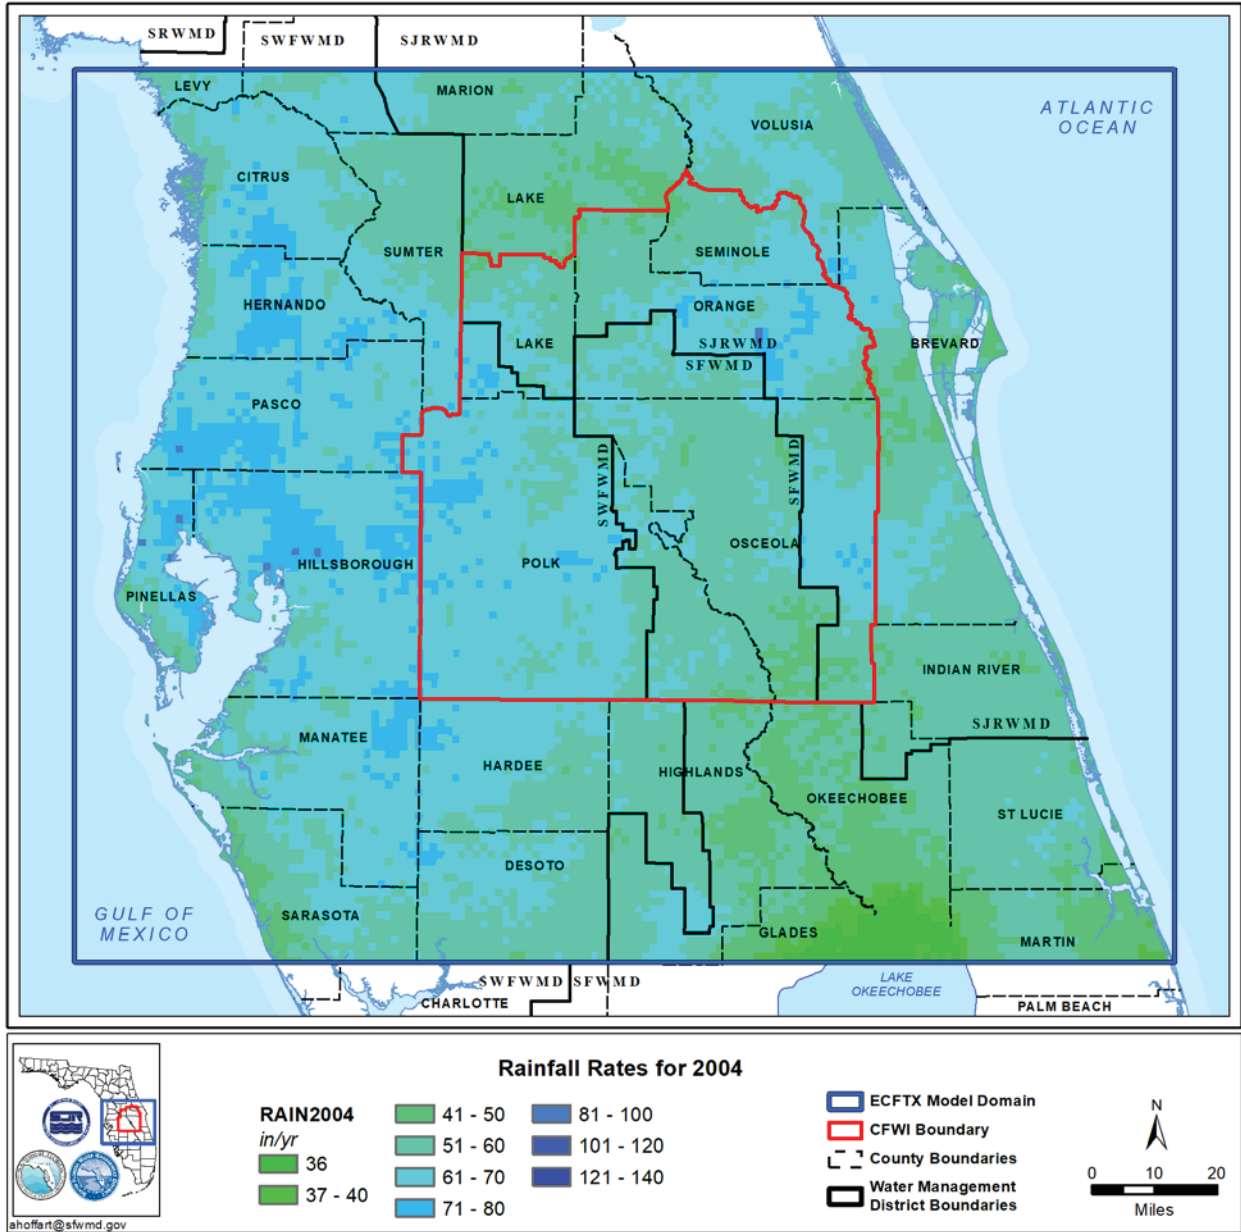 SRWMD
SWFWMD
SJRWMD
LEVY
MARION
VOLUSIA
ATLANTIC
OCEAN
CITRUS
LAKE
SUMTER
SEMINOLE
HERNANDO
ORANGE
LAKE
SJRWMD
SFWMD
BREVARD
PASCO
SWFWMD
SFWMD
OSCEOLA
HILLSBOROUGH
POLK
PINELLAS
INDIAN RIVER
SJRWMD
MANATEE
HARDEE
HIGHLANDS
OKEECHOBEE
ST LUCIE
DESOTO
GULF OF
MEXICO
SARASOTA
GLADES
MARTIN
SWFWMD
SFWMD
CHARLOTTE
LAKE
OKEECHOBEE
PALM BEACH
Rainfall Rates for 2004
RAIN2004
in/yr
36
37 - 40
41 - 50
51 - 60
61 - 70
71 - 80
81 - 100
101 - 120
121 - 140
ECFTX Model Domain
CFWI Boundary
County Boundaries
Water Management
District Boundaries
N
0 10 20
Miles
ahoffart@sfwmd.gov